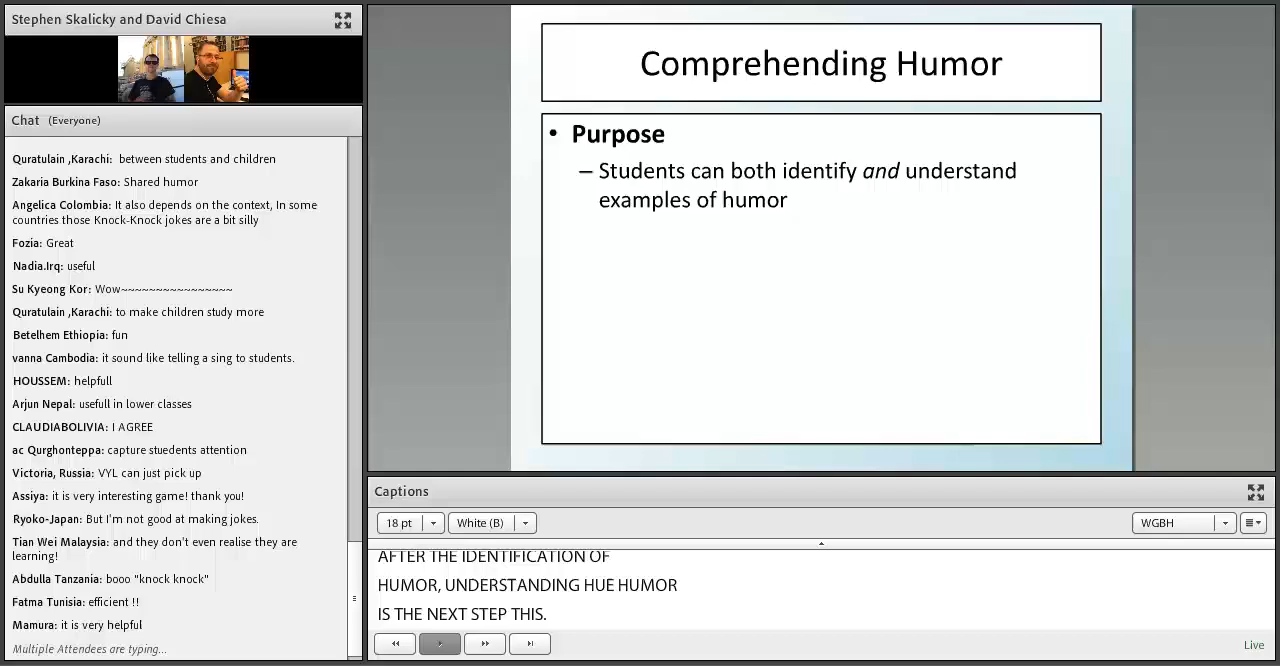 Stephen Skalicky and David Chiesa
Chat (Everyone)
Quratulain ,Karachi: between students and children
Zakaria Burkina Faso: Shared humor
Angelica Colombia: It also depends on the context, In some
countries those Knock-Knock jokes are a bit silly
Fozia: Great
Nadia.Irq: useful
Su Kyeong Kor: Wow~~~~~~~~~~~~~~~~
Quratulain ,Karachi: to make children study more
Betelhem Ethiopia: fun
vanna Cambodia: it sound like telling a sing to students.
HOUSSEM: helpfull
Arjun Nepal: usefull in lower classes
CLAUDIABOLIVIA: I AGREE
ac Qurghonteppa: capture stuedents attention
Victoria, Russia: VYL can just pick up
Assiya: it is very interesting game! thank you!
Ryoko-Japan: But I'm not good at making jokes.
Tian Wei Malaysia: and they don't even realise they are
learning!
Abdulla Tanzania: booo "knock knock"
Fatma Tunisia: efficient !!
Mamura: it is very helpful
Multiple Attendees are typing...
Comprehending Humor
• Purpose
– Students can both identify and understand
examples of humor
Captions
18 pt
White (B)
WGBH
AFTER THE IDENTIFICATION OF
HUMOR, UNDERSTANDING HUE HUMOR
IS THE NEXT STEP THIS.
Live